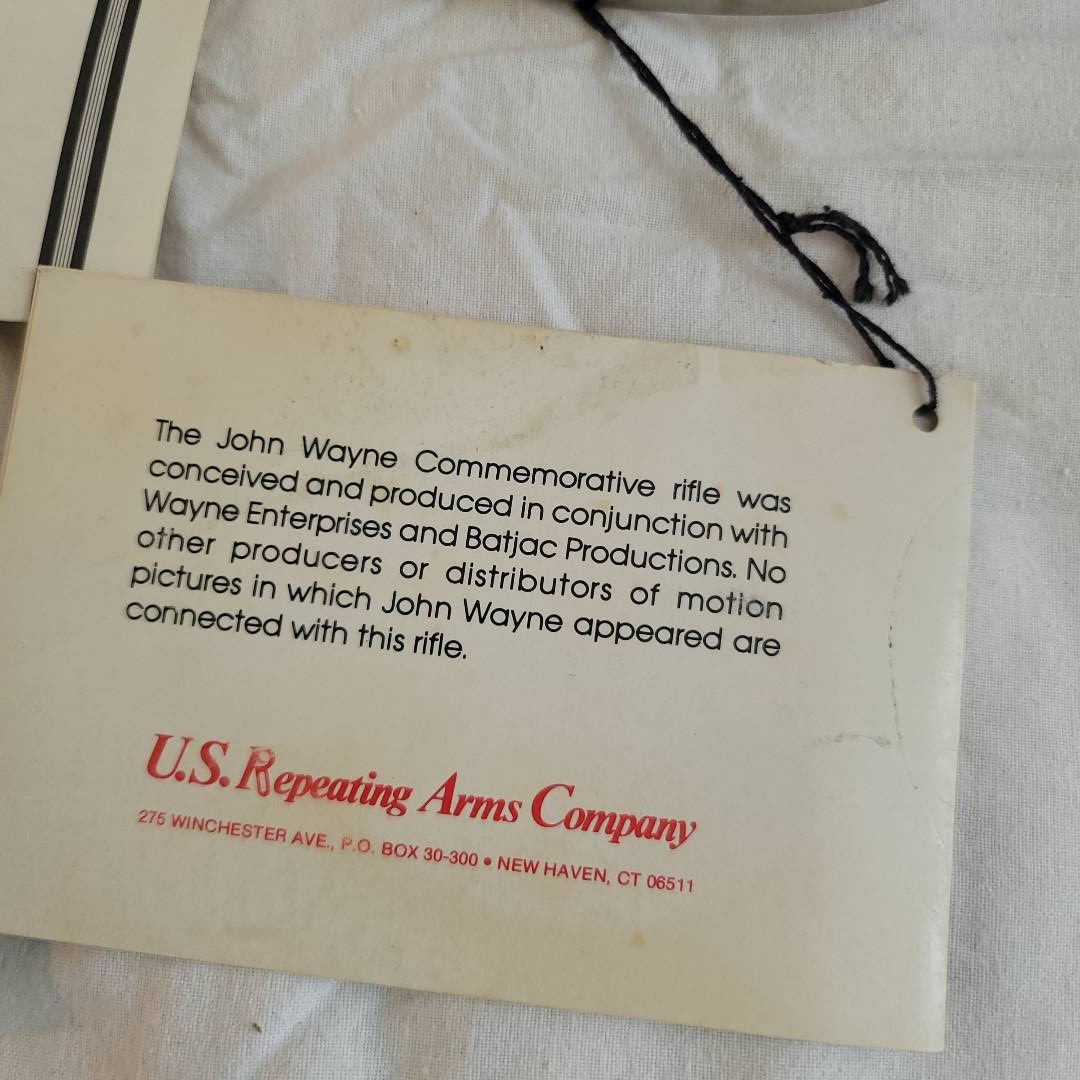 The John Wayne Commemorative rifle was
conceived and produced in conjunction with
Wayne Enterprises and Batjac Productions. No
other producers or distributors of motion
pictures in which John Wayne appeared are
connected with this rifle.
U.S. Repeating Arms Company
275 WINCHESTER AVE., P.O. BOX 30-300 • NEW HAVEN, CT 06511